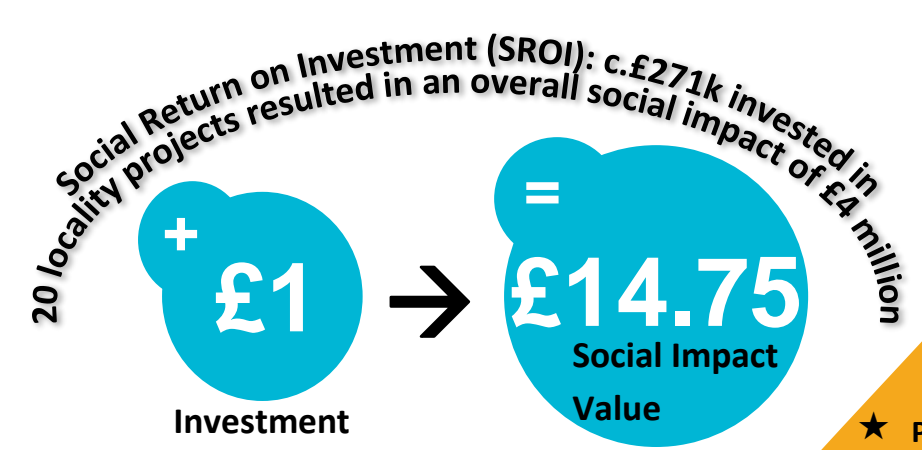 Social Return on Investment (SROI): c.£271k invested in
20 locality projects resulted in an overall social impact of £4 million
+
£1
Investment
=
£14.75
Social Impact
Value
★ P